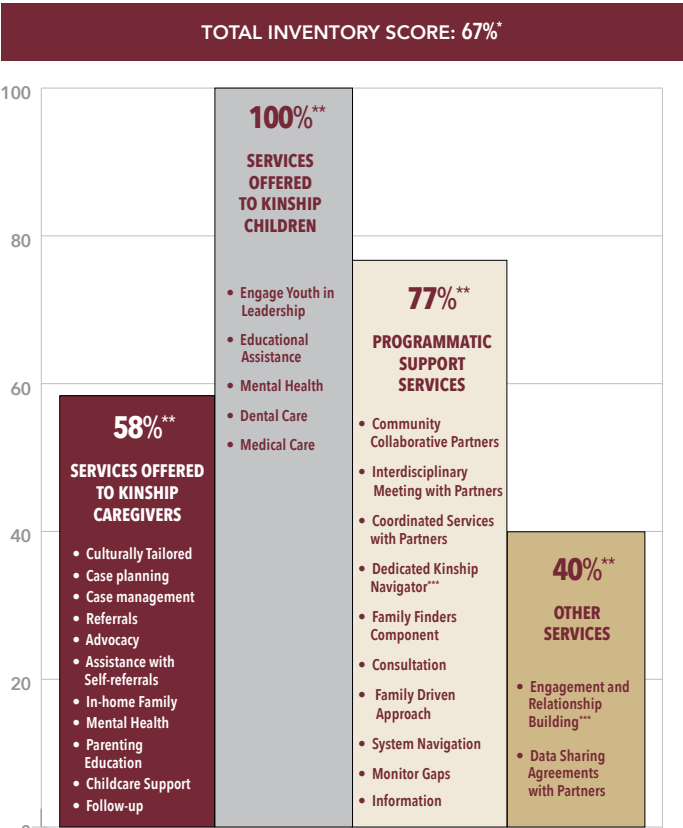 TOTAL INVENTORY SCORE: 67%*
100
80
60
40
20
0
58%**
SERVICES OFFERED
TO KINSHIP
CAREGIVERS
• Culturally Tailored
• Case planning
• Case management
• Referrals
• Advocacy
• Assistance with
Self-referrals
• In-home Family
• Mental Health
• Parenting
Education
• Childcare Support
• Follow-up
100%**
SERVICES
OFFERED
TO KINSHIP
CHILDREN
• Engage Youth in
Leadership
• Educational
Assistance
• Mental Health
• Dental Care
• Medical Care
77%**
PROGRAMMATIC
SUPPORT
SERVICES
• Community
Collaborative Partners
• Interdisciplinary
Meeting with Partners
• Coordinated Services
with Partners
• Dedicated Kinship
Navigator***
• Family Finders
Component
• Consultation
• Family Driven
Approach
• System Navigation
• Monitor Gaps
• Information
40%**
OTHER
SERVICES
• Engagement and
Relationship
Building***
• Data Sharing
Agreements
with Partners